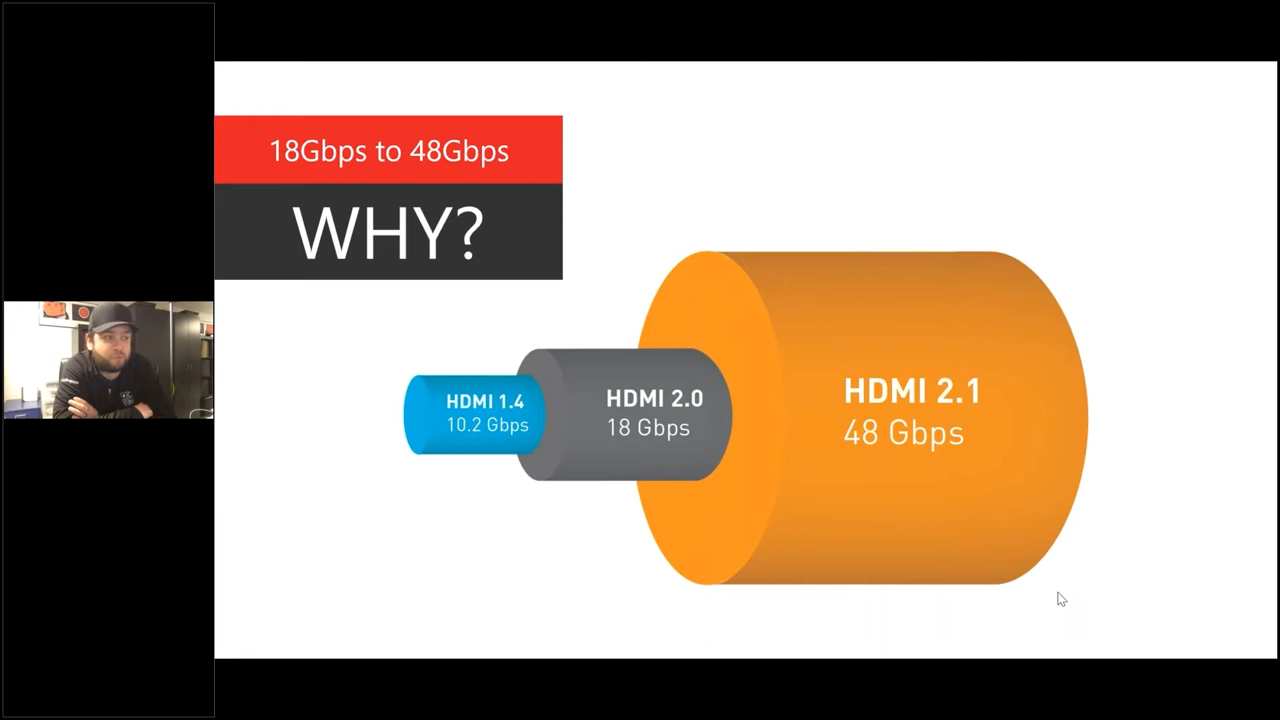 18Gbps to 48Gbps
WHY?
HDMI 1.4
10.2 Gbps
HDMI 2.0
18 Gbps
HDMI 2.1
48 Gbps